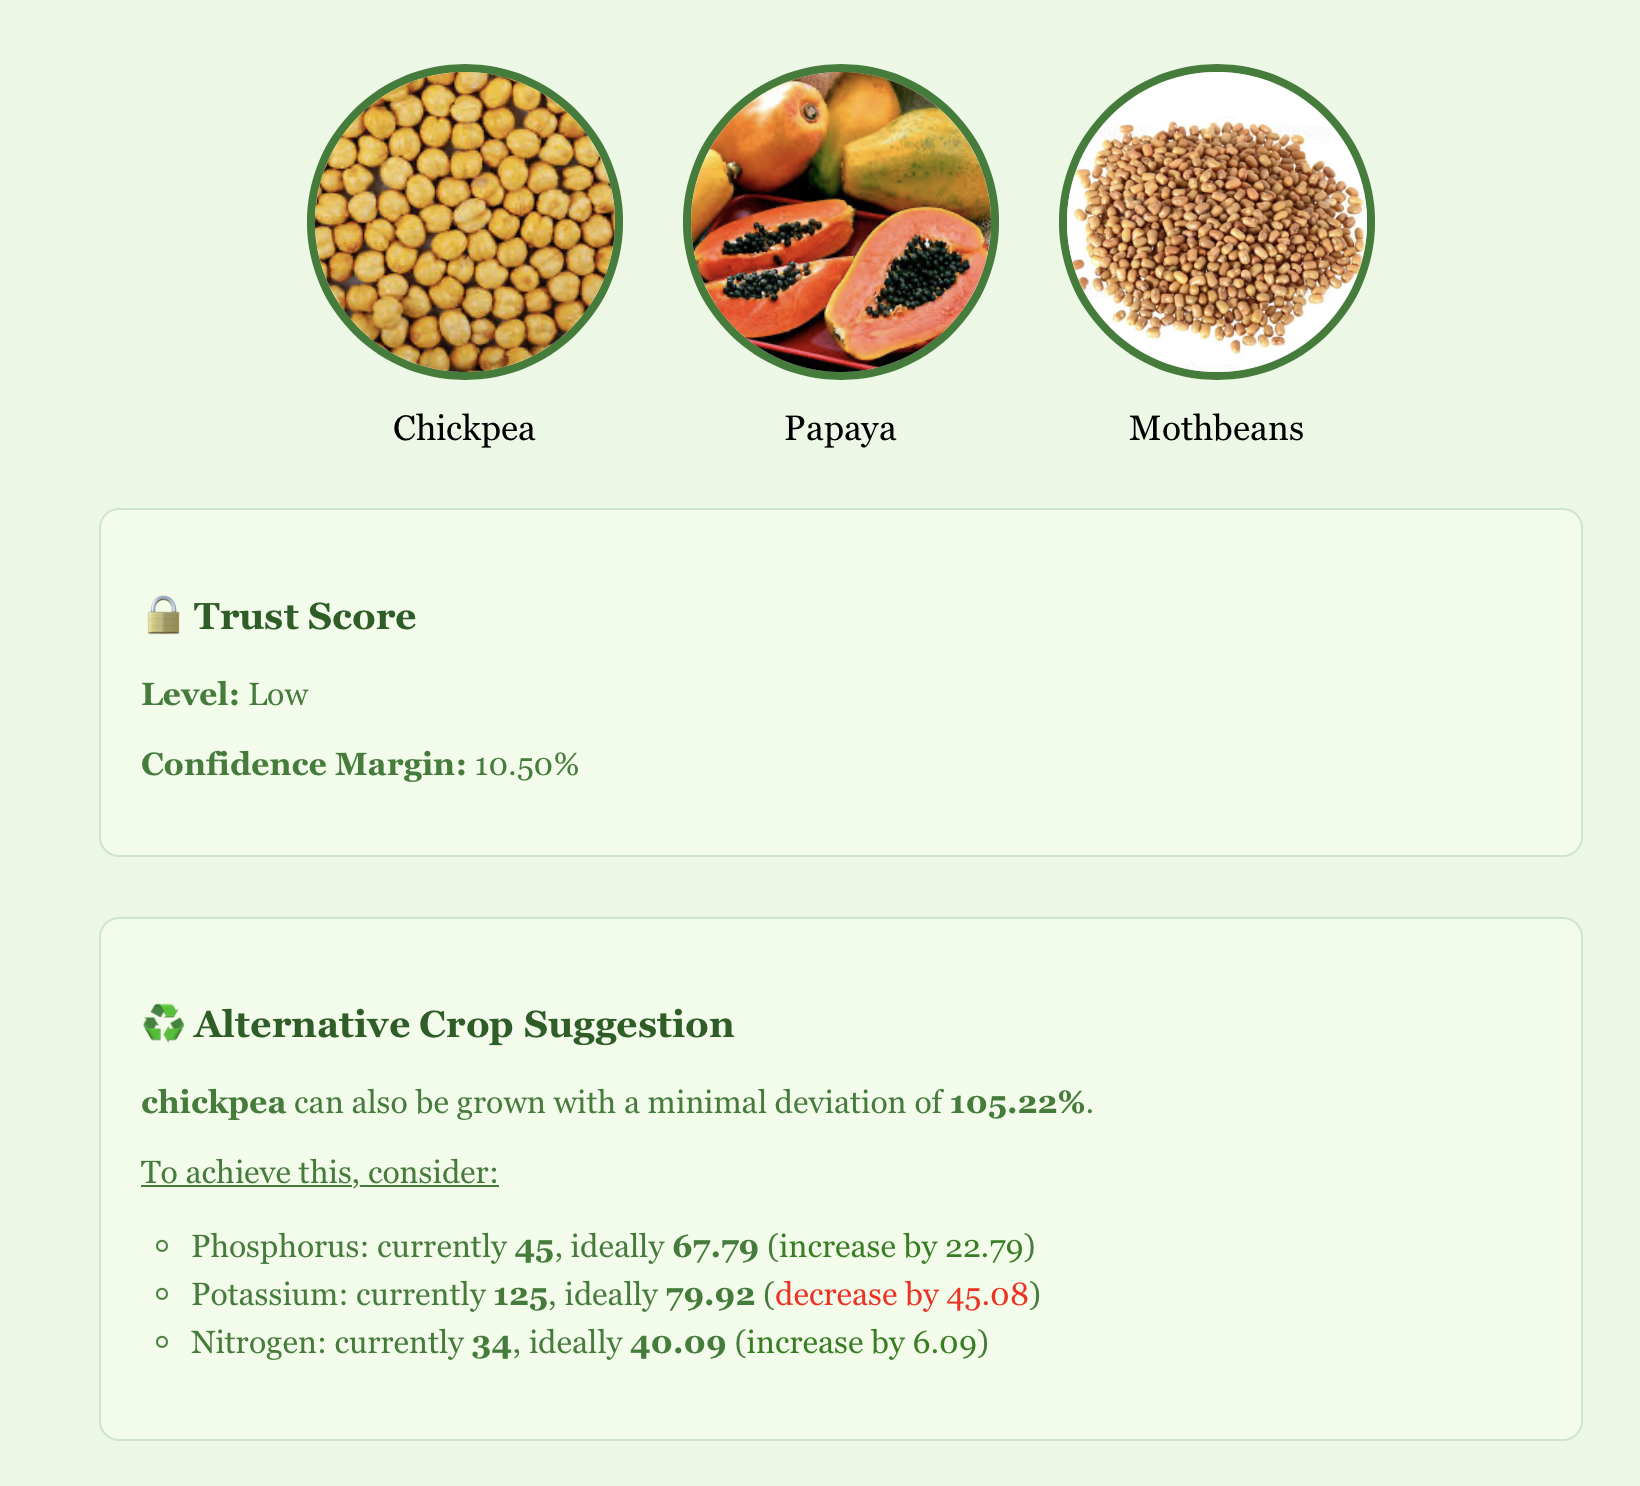 Chickpea
Papaya
Mothbeans
🔒 Trust Score
Level: Low
Confidence Margin: 10.50%
♻️ Alternative Crop Suggestion
chickpea can also be grown with a minimal deviation of 105.22%.
To achieve this, consider:
Phosphorus: currently 45, ideally 67.79 (increase by 22.79)
Potassium: currently 125, ideally 79.92 (decrease by 45.08)
Nitrogen: currently 34, ideally 40.09 (increase by 6.09)